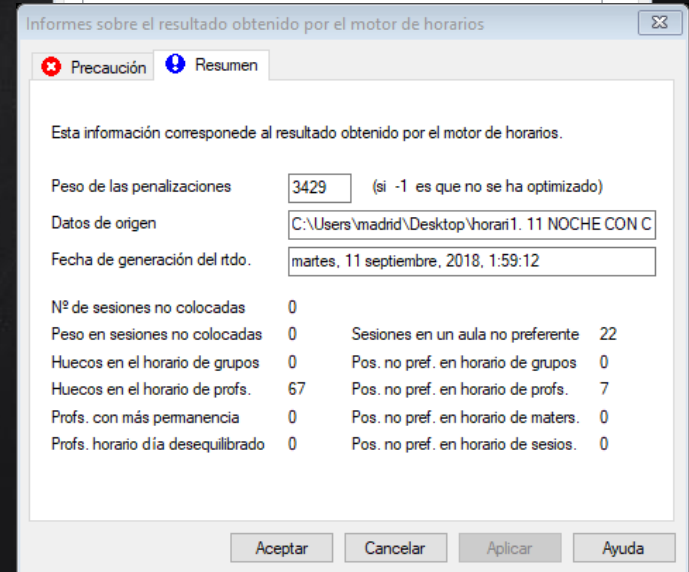 Informes sobre el resultado obtenido por el motor de horarios
Precaución
Resumen
Esta información correspondede al resultado obtenido por el motor de horarios.
Peso de las penalizaciones 3429 (si -1 es que no se ha optimizado)
Datos de origen C:\Users\madrid\Desktop\horari1. 11 NOCHE CON C
Fecha de generación del rtdo. martes, 11 septiembre, 2018, 1:59:12
Nº de sesiones no colocadas 0
Peso en sesiones no colocadas 0 Sesiones en un aula no preferente 22
Huecos en el horario de grupos 0 Pos. no pref. en horario de grupos 0
Huecos en el horario de profs. 67 Pos. no pref. en horario de profs. 7
Profs. con más permanencia 0 Pos. no pref. en horario de maters. 0
Profs. horario día desequilibrado 0 Pos. no pref. en horario de sesios. 0
Aceptar Cancelar Aplicar Ayuda